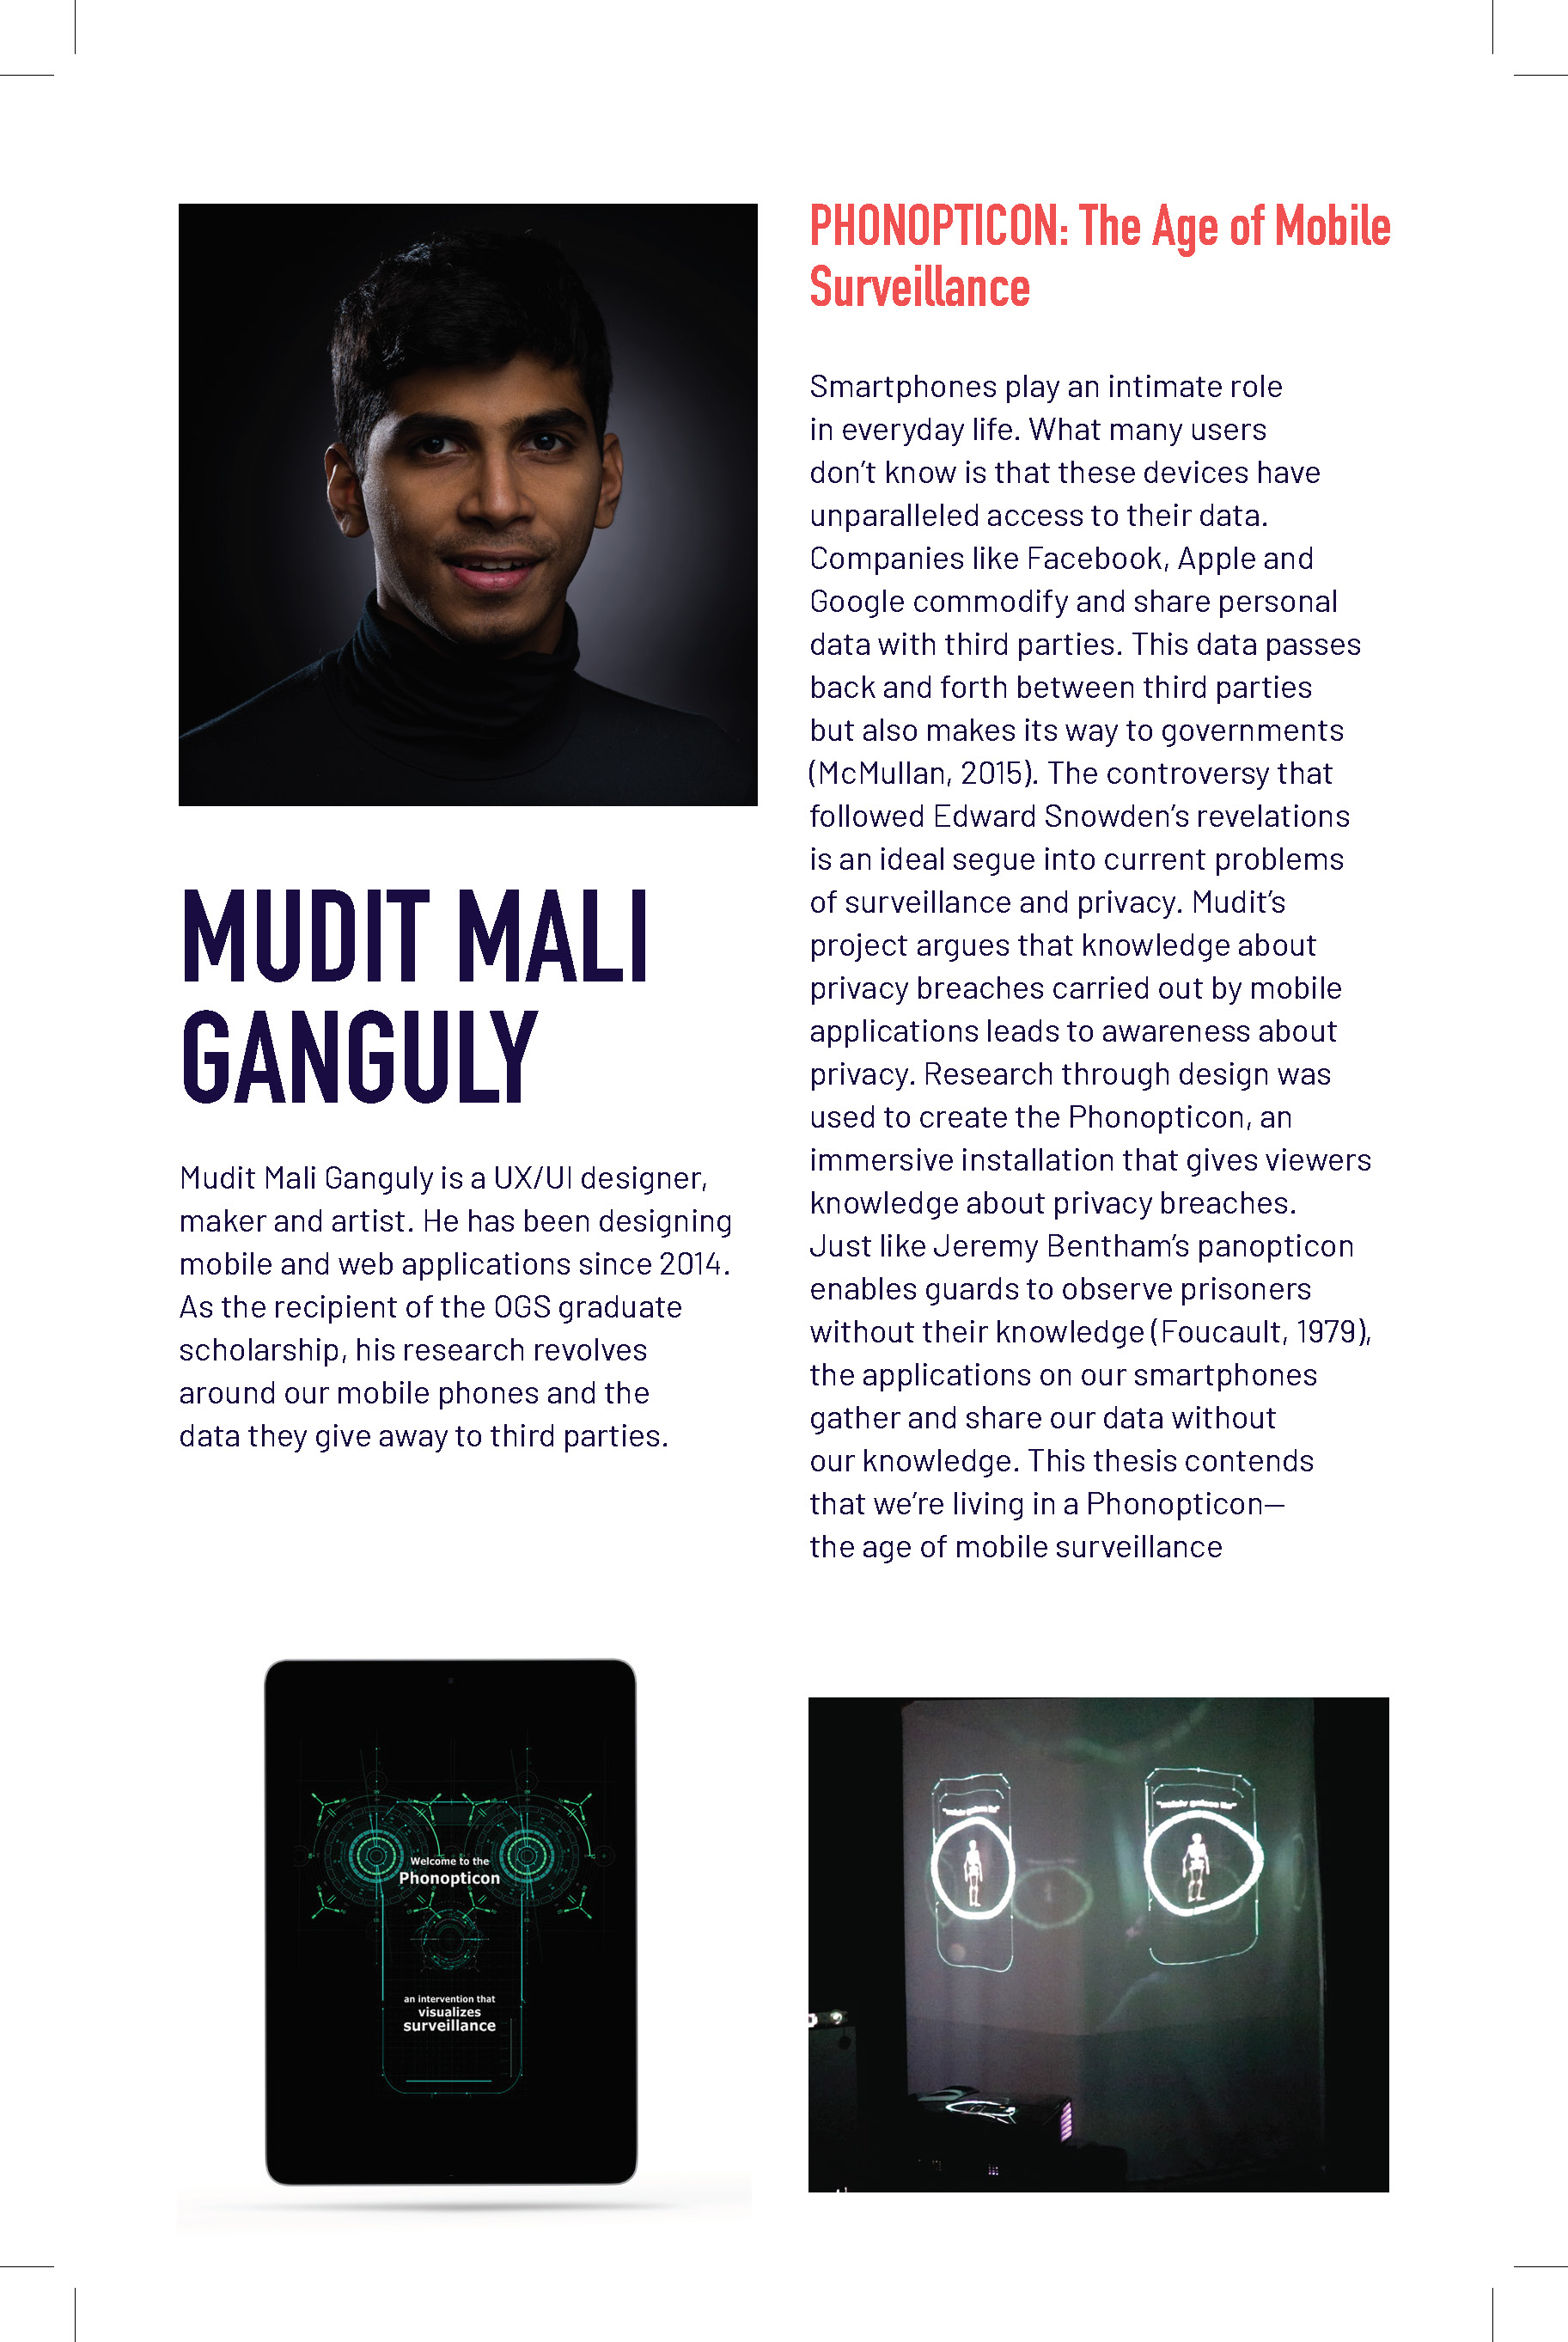 MUDIT MALI
GANGULY
Mudit Mali Ganguly is a UX/UI designer,
maker and artist. He has been designing
mobile and web applications since 2014.
As the recipient of the OGS graduate
scholarship, his research revolves
around our mobile phones and the
data they give away to third parties.
PHONOPTICON: The Age of Mobile
Surveillance
Smartphones play an intimate role
in everyday life. What many users
don’t know is that these devices have
unparalleled access to their data.
Companies like Facebook, Apple and
Google commodify and share personal
data with third parties. This data passes
back and forth between third parties
but also makes its way to governments
(McMullan, 2015). The controversy that
followed Edward Snowden’s revelations
is an ideal segue into current problems
of surveillance and privacy. Mudit’s
project argues that knowledge about
privacy breaches carried out by mobile
applications leads to awareness about
privacy. Research through design was
used to create the Phonopticon, an
immersive installation that gives viewers
knowledge about privacy breaches.
Just like Jeremy Bentham’s panopticon
enables guards to observe prisoners
without their knowledge (Foucault, 1979),
the applications on our smartphones
gather and share our data without
our knowledge. This thesis contends
that we’re living in a Phonopticon—
the age of mobile surveillance
Welcome to the
Phonopticon
an intervention that
visualizes
surveillance